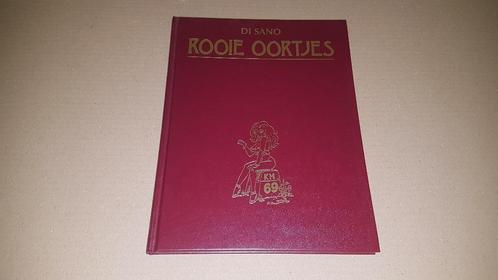 DI SANO
ROOIE OORTJES
KM
69